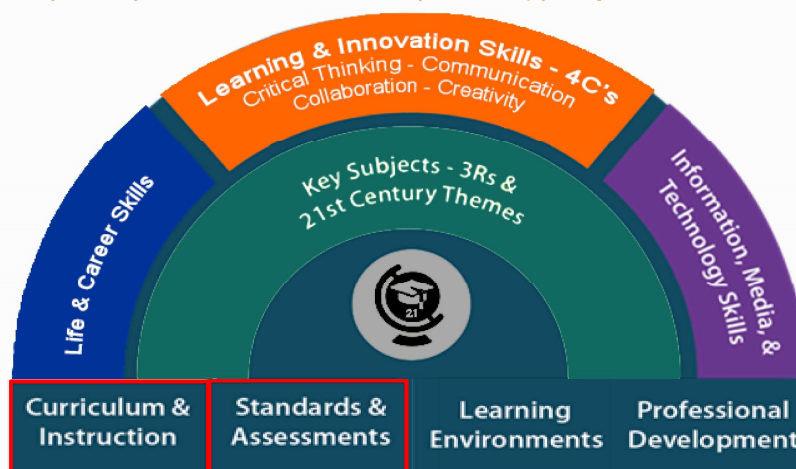 Learning & Innovation Skills - 4C's
Critical Thinking - Communication
Collaboration - Creativity
Life & Career Skills
Key Subjects - 3Rs &
21st Century Themes
Information, Media, &
Technology Skills
21
Curriculum &
Instruction
Standards &
Assessments
Learning
Environments
Professional
Development